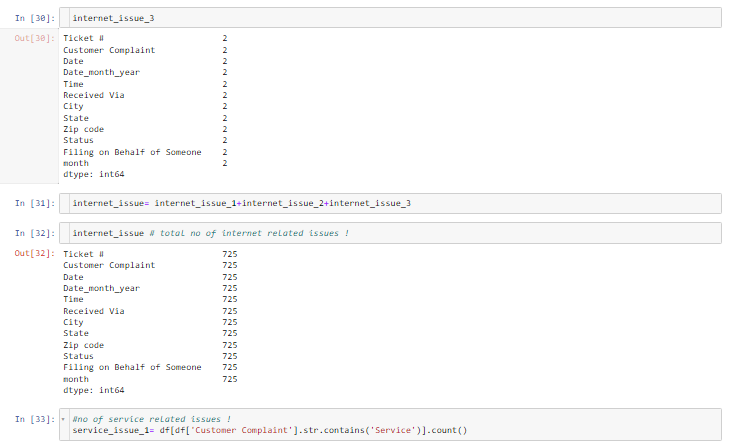 In [30]: internet_issue_3
Out[30]: Ticket # 2
Customer Complaint 2
Date 2
Date_month_year 2
Time 2
Received Via 2
City 2
State 2
Zip code 2
Status 2
Filing on Behalf of Someone 2
month 2
dtype: int64
In [31]: internet_issue= internet_issue_1+internet_issue_2+internet_issue_3
In [32]: internet_issue # total no of internet related issues !
Out[32]: Ticket # 725
Customer Complaint 725
Date 725
Date_month_year 725
Time 725
Received Via 725
City 725
State 725
Zip code 725
Status 725
Filing on Behalf of Someone 725
month 725
dtype: int64
In [33]: #no of service related issues !
service_issue_1= df[df['Customer Complaint'].str.contains('Service')].count()